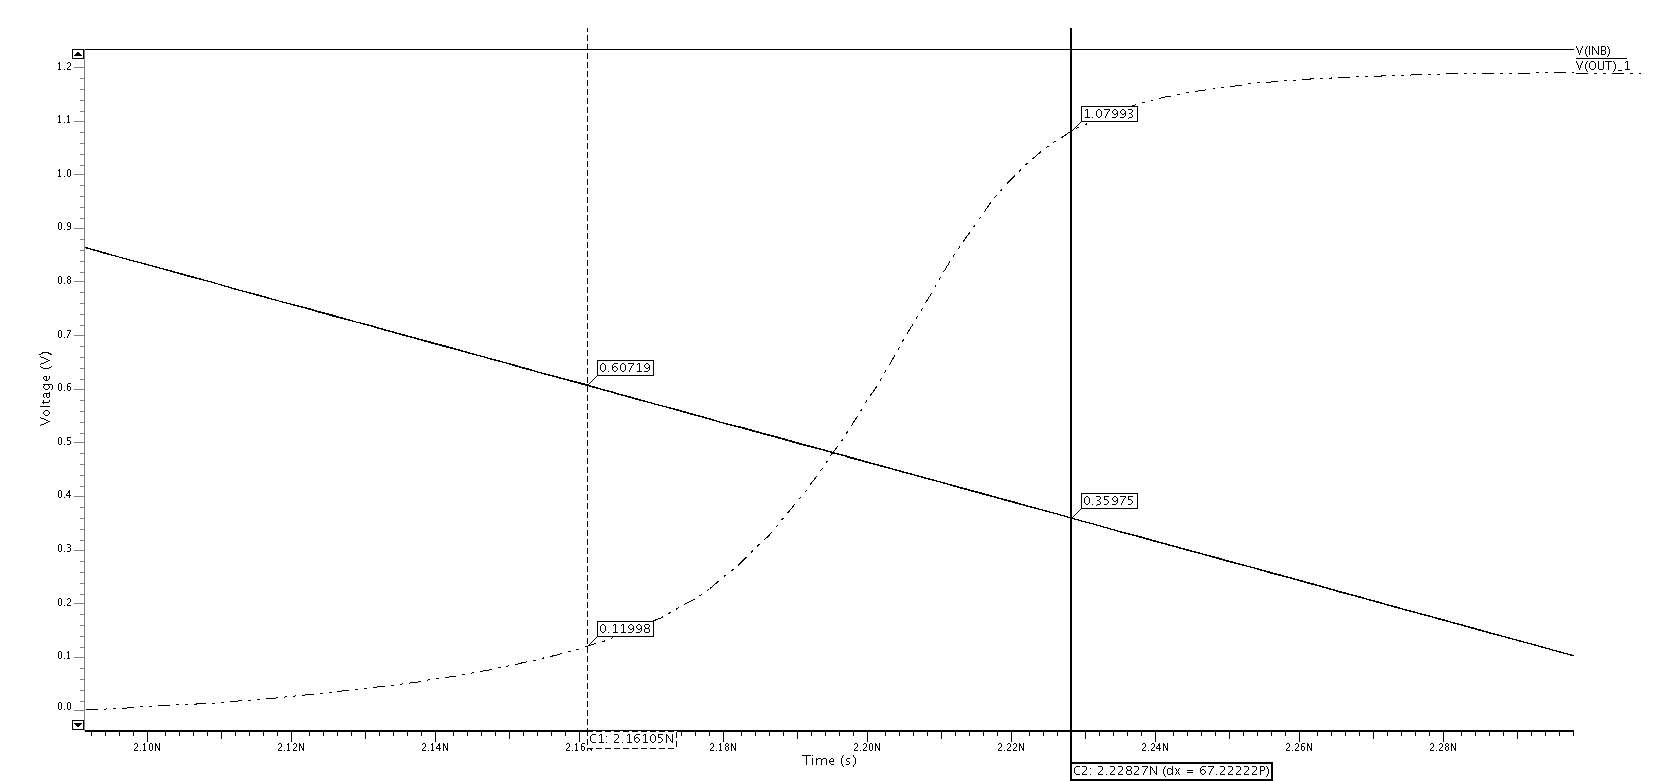 V(INB)
V(OUT)_1
1.2
1.1
1.0
0.9
0.8
0.7
0.6
0.5
0.4
0.3
0.2
0.1
0.0
Voltage (V)
1.07993
0.60719
0.35975
0.11998
2.10N
2.12N
2.14N
2.16
C1: 2.16105N
2.18N
2.20N
2.22N
2.24N
2.26N
2.28N
Time (s)
C2: 2.22827N (dx = 67.22222P)